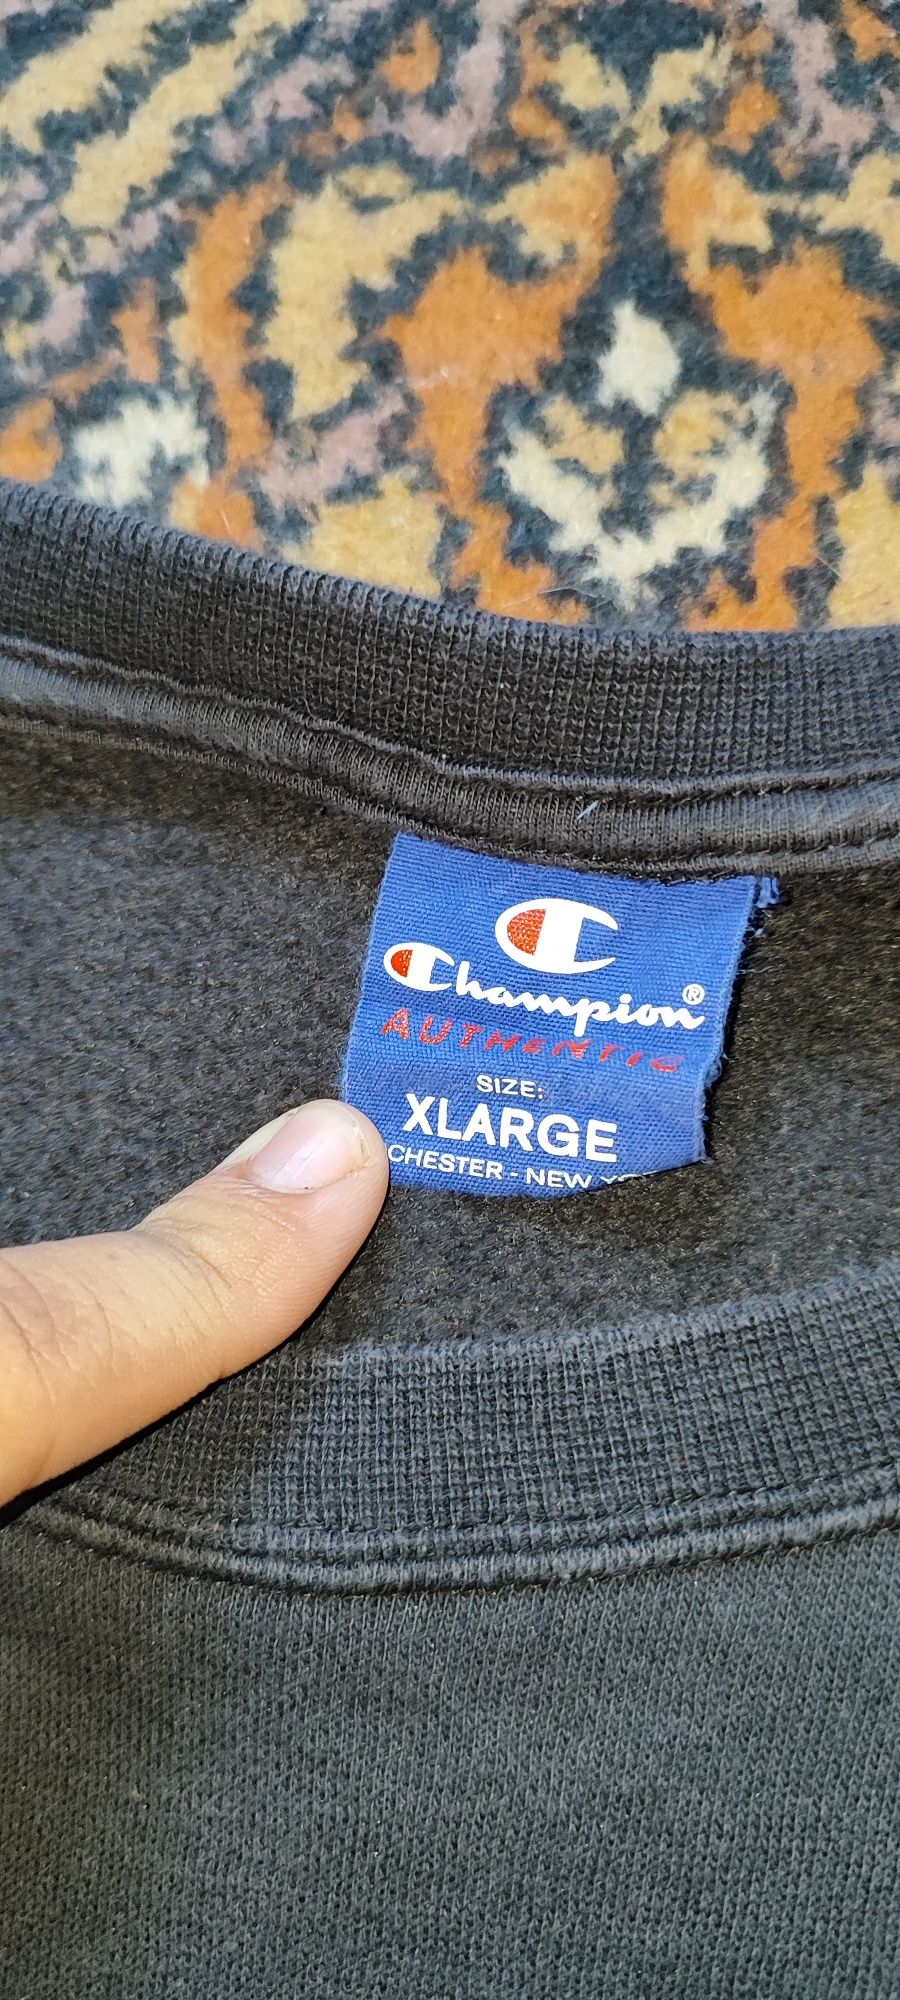 Champion®
AUTHENTIC
SIZE:
XLARGE
CHESTER - NEW